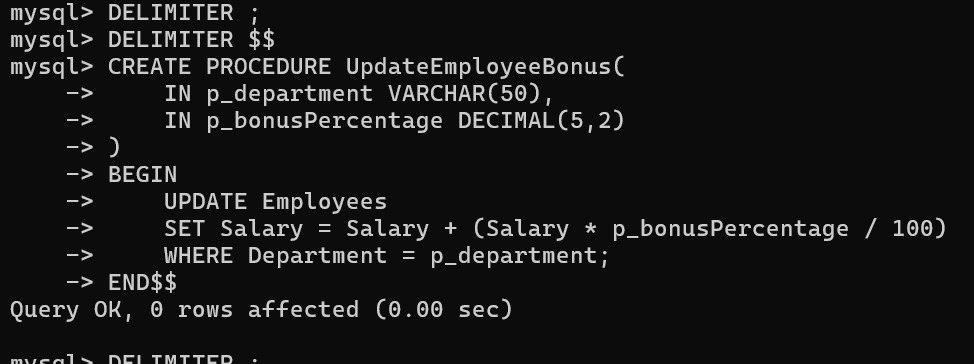 mysql> DELIMITER ;
mysql> DELIMITER $$
mysql> CREATE PROCEDURE UpdateEmployeeBonus(
    ->     IN p_department VARCHAR(50),
    ->     IN p_bonusPercentage DECIMAL(5,2)
    -> )
    -> BEGIN
    ->     UPDATE Employees
    ->     SET Salary = Salary + (Salary * p_bonusPercentage / 100)
    ->     WHERE Department = p_department;
    -> END$$
Query OK, 0 rows affected (0.00 sec)
mysql> DELIMITER ;